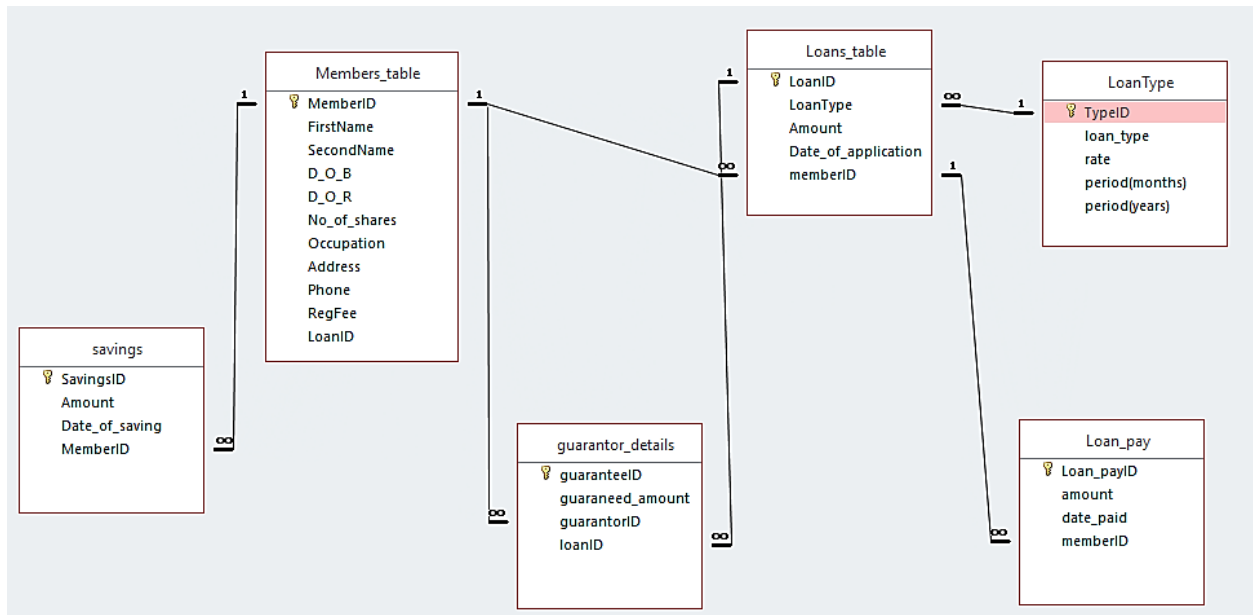 Members_table
MemberID
FirstName
SecondName
D_O_B
D_O_R
No_of_shares
Occupation
Address
Phone
RegFee
LoanID
Loans_table
LoanID
LoanType
Amount
Date_of_application
memberID
LoanType
TypeID
loan_type
rate
period(months)
period(years)
savings
SavingsID
Amount
Date_of_saving
MemberID
guarantor_details
guaranteeID
guaraneed_amount
guarantorID
loanID
Loan_pay
Loan_payID
amount
date_paid
memberID
1
∞
1
∞
∞
1
∞
∞
1
1
∞